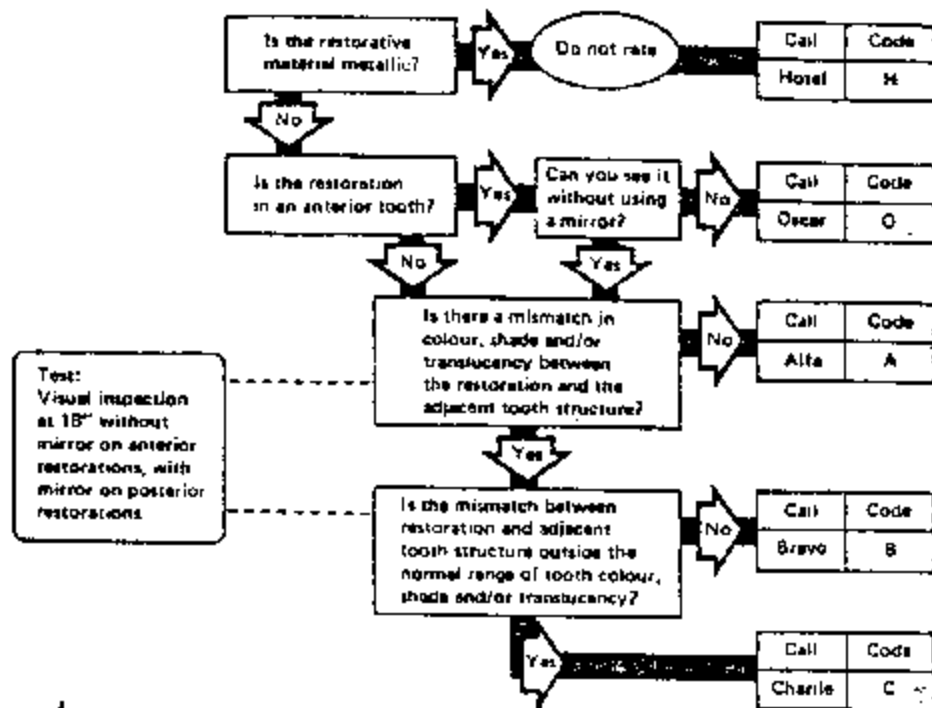 Is the restorative
material metallic?
Yes
Do not rate
Call Code
Hotel H
No
Is the restoration
in an anterior tooth?
Yes
Can you see it
without using
a mirror?
No
Call Code
Oscar O
No
Yes
Is there a mismatch in
colour, shade and/or
translucency between
the restoration and the
adjacent tooth structure?
No
Call Code
Alfa A
Test:
Visual inspection
at 18" without
mirror on anterior
restorations, with
mirror on posterior
restorations
Yes
Is the mismatch between
restoration and adjacent
tooth structure outside the
normal range of tooth colour,
shade and/or translucency?
No
Call Code
Bravo B
Yes
Call Code
Charlie C